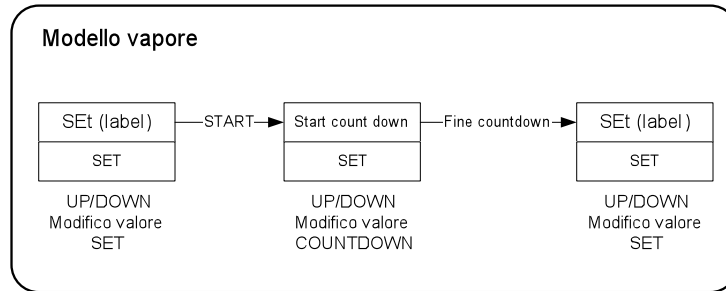 Modello vapore
SEt (label)
SET
UP/DOWN
Modifico valore
SET
START
Start count down
SET
UP/DOWN
Modifico valore
COUNTDOWN
Fine countdown
SEt (label)
SET
UP/DOWN
Modifico valore
SET